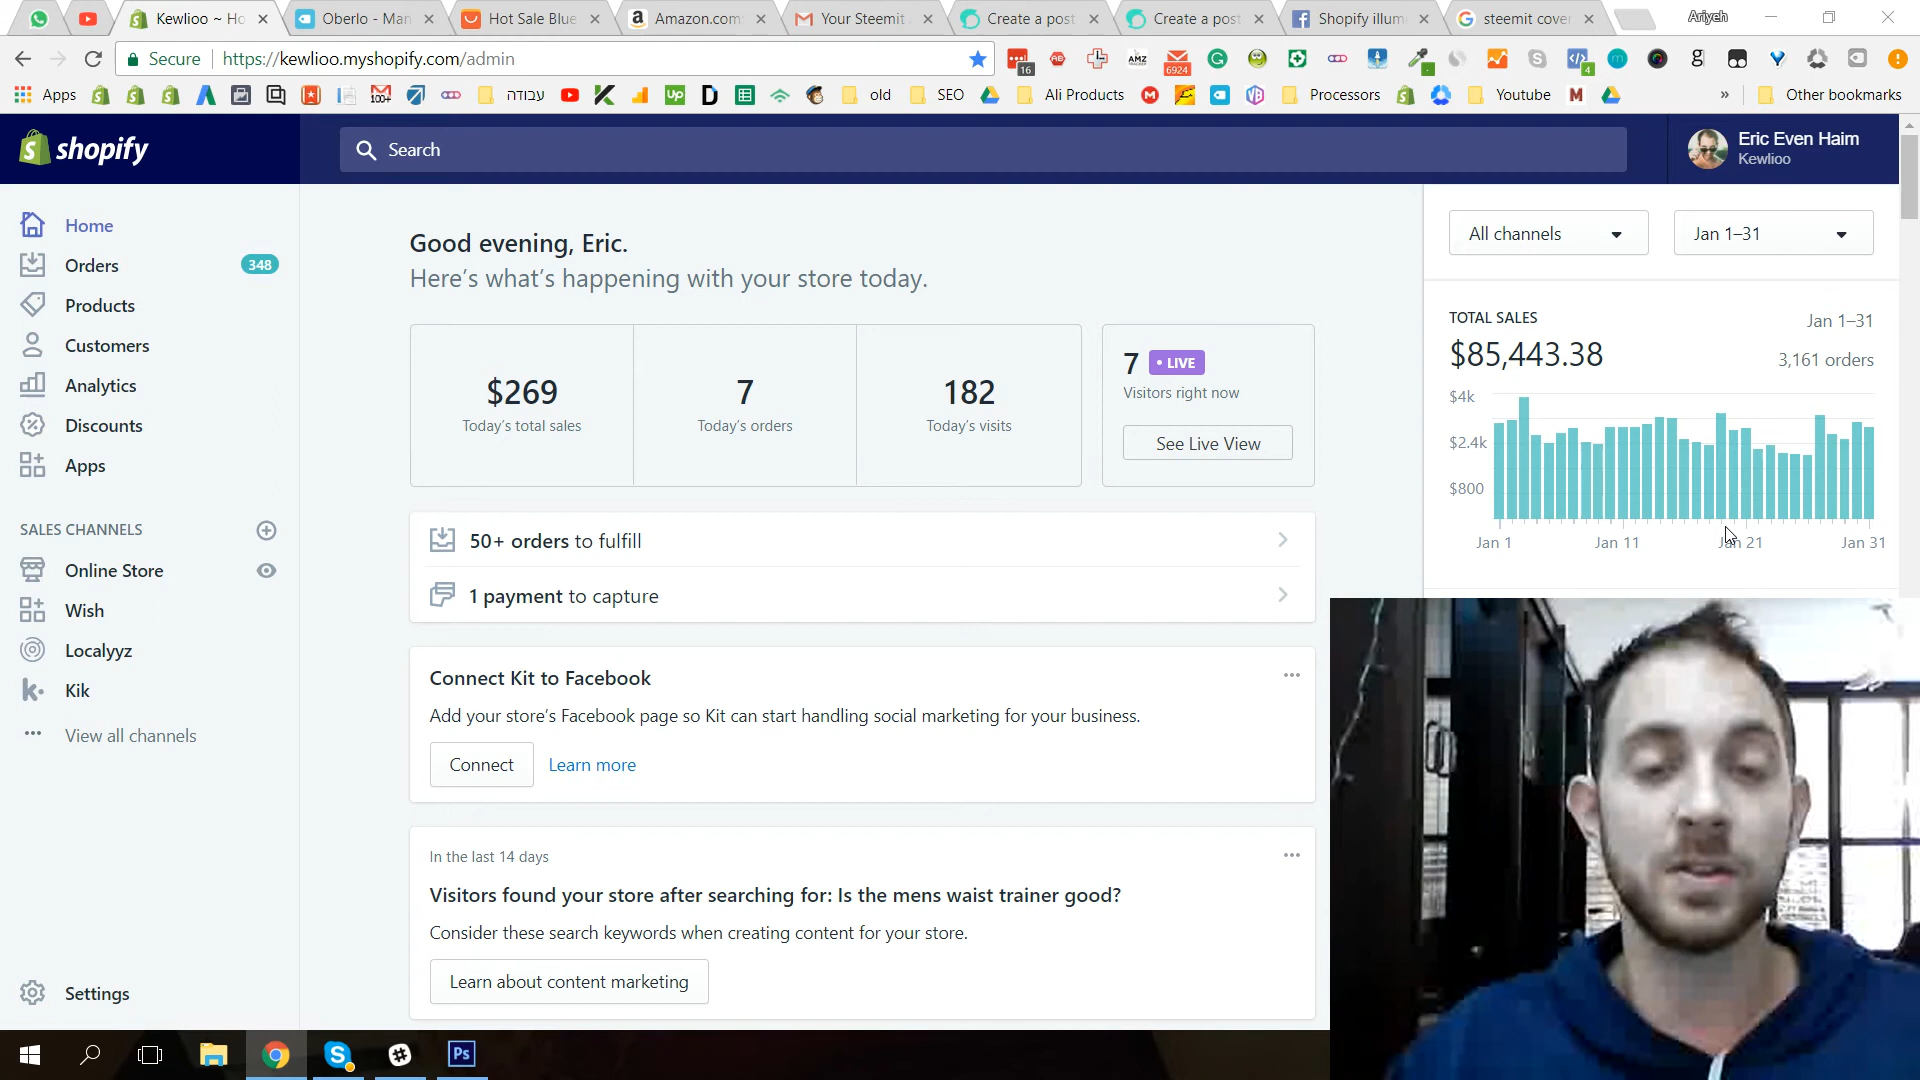 Kewlioo ~ Ho
Oberlo - Man
Hot Sale Blue
Amazon.com:
Your Steemit
Create a post
Create a post
Shopify illum
steemit cover
Ariyeh
Secure
https://kewlioo.myshopify.com/admin
16
AMZ
6924
4
Apps
עבודה
old
SEO
Ali Products
Processors
Youtube
Other bookmarks
shopify
Search
Eric Even Haim
Kewlioo
Home
Orders 348
Products
Customers
Analytics
Discounts
Apps
SALES CHANNELS
Online Store
Wish
Localyyz
Kik
View all channels
Settings
Good evening, Eric.
Here's what's happening with your store today.
$269
Today's total sales
7
Today's orders
182
Today's visits
7 • LIVE
Visitors right now
See Live View
50+ orders to fulfill
1 payment to capture
Connect Kit to Facebook
Add your store's Facebook page so Kit can start handling social marketing for your business.
Connect Learn more
In the last 14 days
Visitors found your store after searching for: Is the mens waist trainer good?
Consider these search keywords when creating content for your store.
Learn about content marketing
All channels
Jan 1–31
TOTAL SALES Jan 1–31
$85,443.38 3,161 orders
$4k
$2.4k
$800
Jan 1 Jan 11 Jan 21 Jan 31
Ps